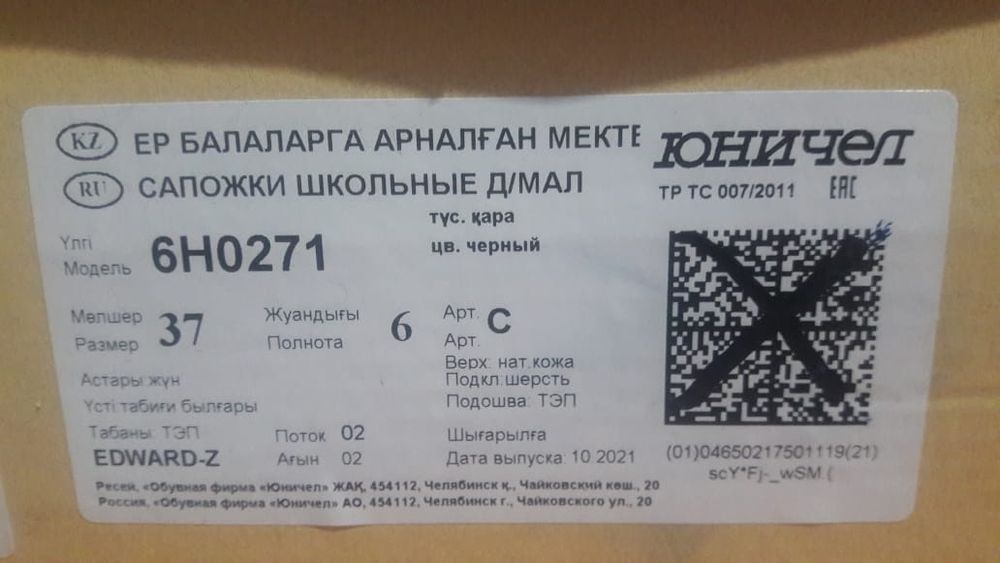 KZ ЕР БАЛАЛАРГА АРНАЛҒАН МЕКТЕ
ЮНИЧЕЛ
RU САПОЖКИ ШКОЛЬНЫЕ Д/МАЛ
ТР ТС 007/2011 ЕАС
түс. қара
цв. черный
Үлгі
Модель 6Н0271
Мөлшер
Размер 37
Жуандығы
Полнота 6
Арт. С
Арт.
Верх: нат.кожа
Подкл:шерсть
Подошва: ТЭП
Астары жүн
Үсті табиғи былғары
Табаны: ТЭП
EDWARD-Z
Поток 02
Ағын 02
Шығарылға
Дата выпуска: 10.2021
(01)04650217501119(21)
scY*Fj-_wSM.(
Ресей, «Обувная фирма «Юничел» ЖАҚ, 454112, Челябинск қ., Чайковский көш., 20
Россия, «Обувная фирма «Юничел» АО, 454112, Челябинск г., Чайковского ул., 20